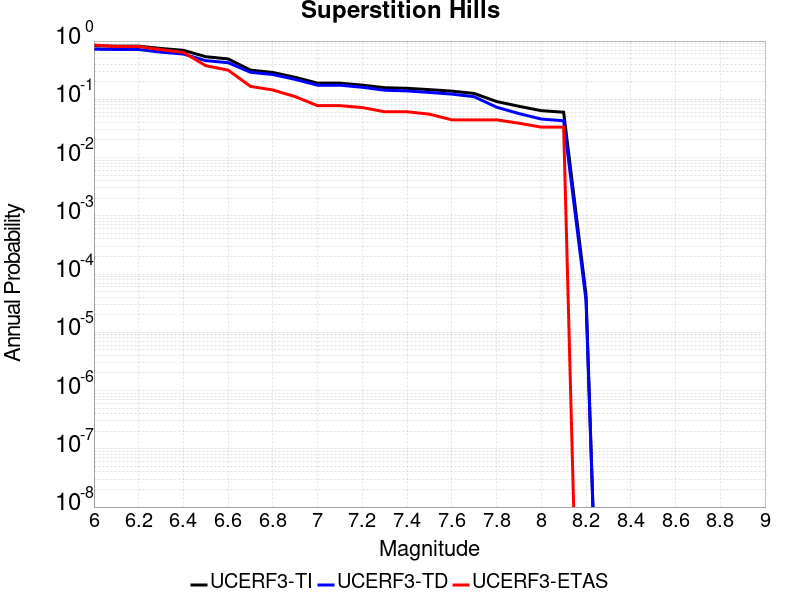 Superstition Hills
10^0
10^-1
10^-2
10^-3
10^-4
10^-5
10^-6
10^-7
10^-8
Annual Probability
6 6.2 6.4 6.6 6.8 7 7.2 7.4 7.6 7.8 8 8.2 8.4 8.6 8.8 9
Magnitude
UCERF3-TI UCERF3-TD UCERF3-ETAS